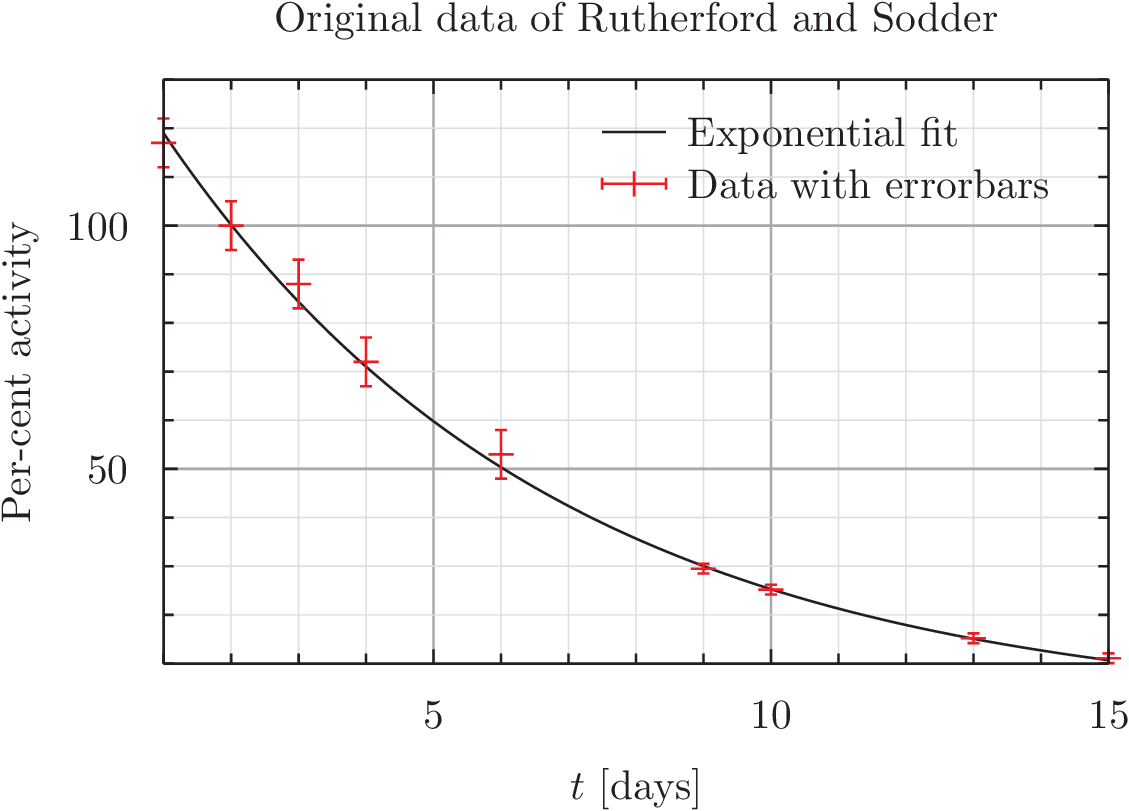 Original data of Rutherford and Sodder
Exponential fit
Data with errorbars
100
50
Per-cent activity
5 10 15
t [days]